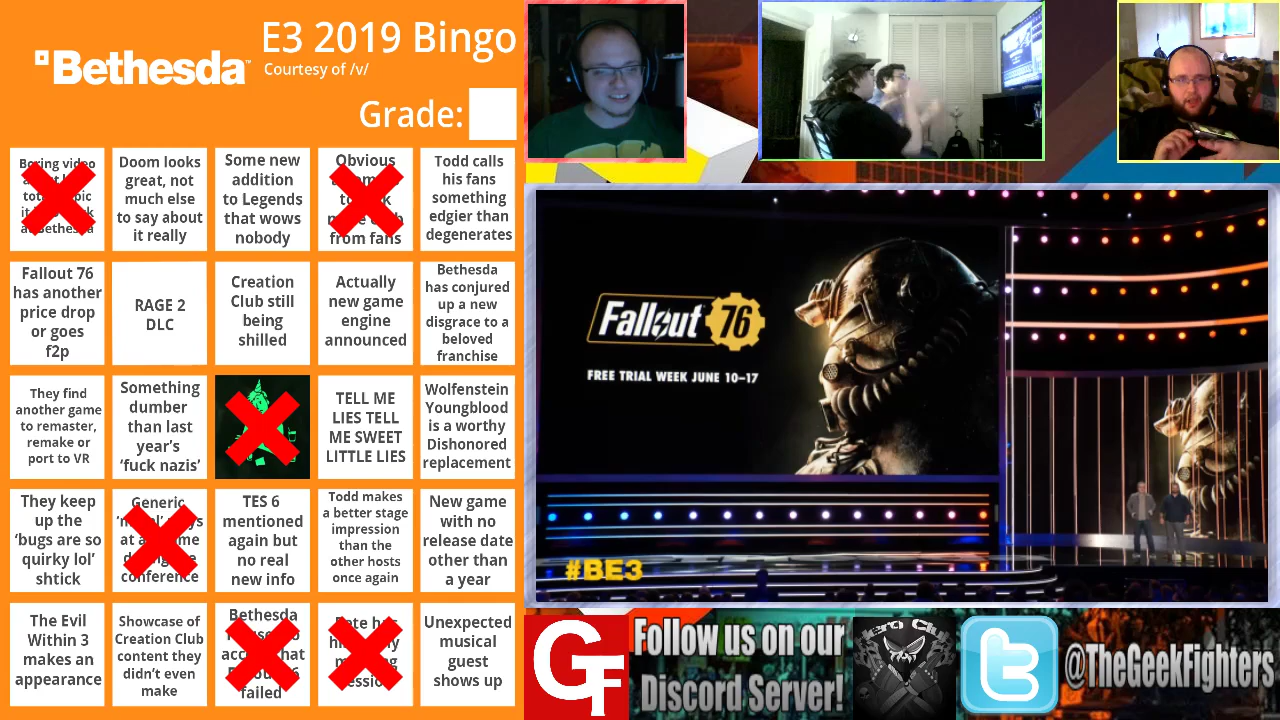 Bethesda
E3 2019 Bingo
Courtesy of /v/
Grade:
Boring video
Doom looks
great, not
much else
to say about
it really
Some new
addition
to Legends
that wows
nobody
Obvious
from fans
Todd calls
his fans
something
edgier than
degenerates
Fallout 76
has another
price drop
or goes
f2p
RAGE 2
DLC
Creation
Club still
being
shilled
Actually
new game
engine
announced
Bethesda
has conjured
up a new
disgrace to a
beloved
franchise
They find
another game
to remaster,
remake or
port to VR
Something
dumber
than last
year's
'fuck nazis'
TELL ME
LIES TELL
ME SWEET
LITTLE LIES
Wolfenstein
Youngblood
is a worthy
Dishonored
replacement
They keep
up the
'bugs are so
quirky lol'
shtick
Generic
conference
TES 6
mentioned
again but
no real
new info
Todd makes
a better stage
impression
than the
other hosts
once again
New game
with no
release date
other than
a year
The Evil
Within 3
makes an
appearance
Showcase of
Creation Club
content they
didn't even
make
Bethesda
failed
Unexpected
musical
guest
shows up
Fallout 76
FREE TRIAL WEEK JUNE 10–17
#BE3
GF
Follow us on our
Discord Server!
@TheGeekFighters